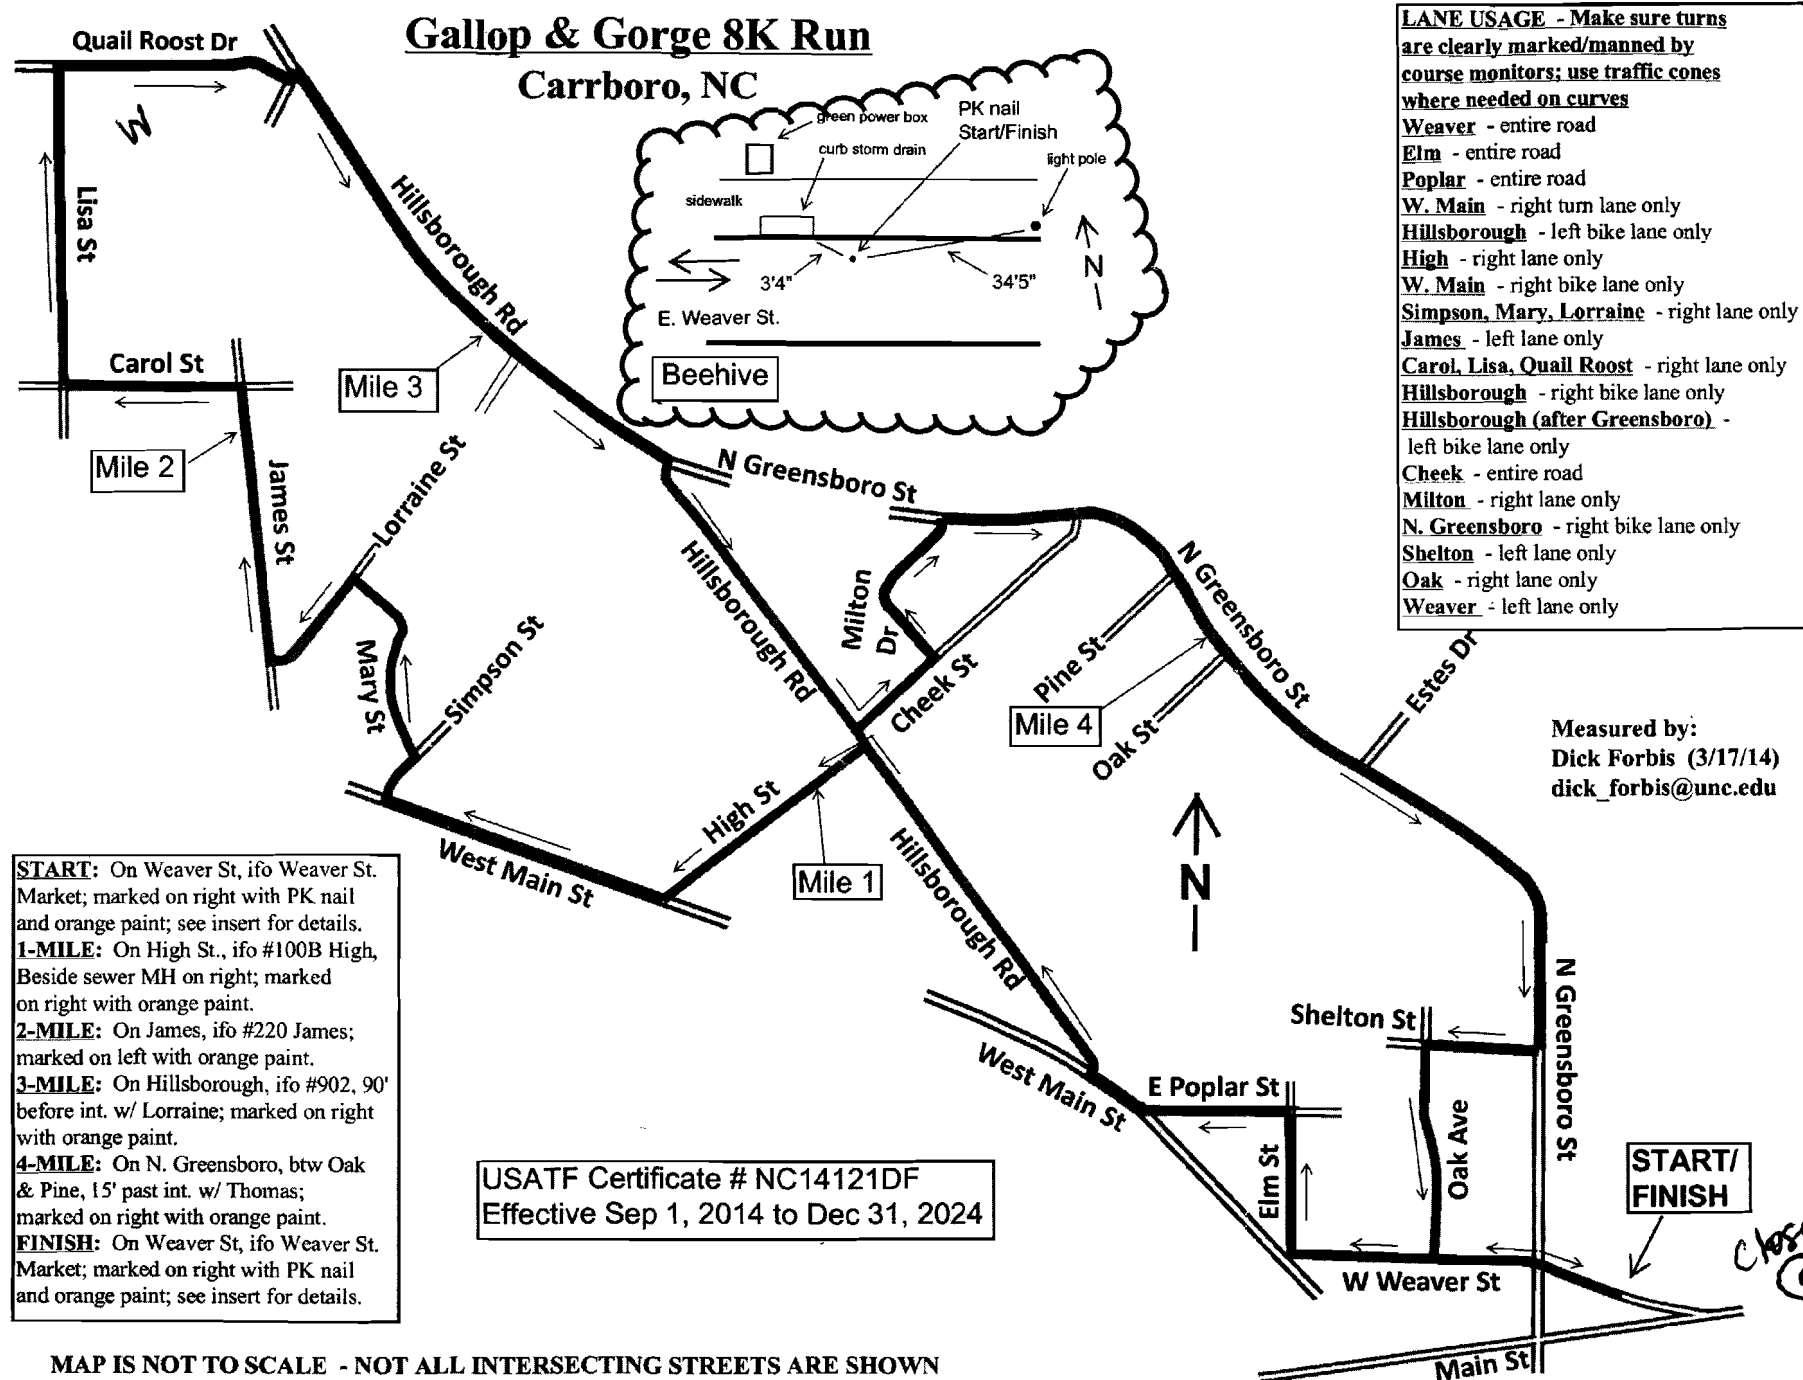 Gallop & Gorge 8K Run
Carrboro, NC
Quail Roost Dr
Lisa St
Carol St
Mile 2
James St
Mile 3
Hillsborough Rd
Lorraine St
Mary St
Simpson St
N Greensboro St
Hillsborough Rd
Milton
Dr
Cheek St
High St
West Main St
Mile 1
Hillsborough Rd
Pine St
Mile 4
Oak St
N Greensboro St
Estes Dr
N
West Main St
E Poplar St
Elm St
Shelton St
Oak Ave
N Greensboro St
W Weaver St
Main St
START/
FINISH
green power box
PK nail
Start/Finish
curb storm drain
light pole
sidewalk
3'4"
34'5"
N
E. Weaver St.
Beehive
LANE USAGE - Make sure turns
are clearly marked/manned by
course monitors; use traffic cones
where needed on curves
Weaver - entire road
Elm - entire road
Poplar - entire road
W. Main - right turn lane only
Hillsborough - left bike lane only
High - right lane only
W. Main - right bike lane only
Simpson, Mary, Lorraine - right lane only
James - left lane only
Carol, Lisa, Quail Roost - right lane only
Hillsborough - right bike lane only
Hillsborough (after Greensboro) -
left bike lane only
Cheek - entire road
Milton - right lane only
N. Greensboro - right bike lane only
Shelton - left lane only
Oak - right lane only
Weaver - left lane only
Measured by:
Dick Forbis (3/17/14)
dick_forbis@unc.edu
START: On Weaver St, ifo Weaver St.
Market; marked on right with PK nail
and orange paint; see insert for details.
1-MILE: On High St., ifo #100B High,
Beside sewer MH on right; marked
on right with orange paint.
2-MILE: On James, ifo #220 James;
marked on left with orange paint.
3-MILE: On Hillsborough, ifo #902, 90'
before int. w/ Lorraine; marked on right
with orange paint.
4-MILE: On N. Greensboro, btw Oak
& Pine, 15' past int. w/ Thomas;
marked on right with orange paint.
FINISH: On Weaver St, ifo Weaver St.
Market; marked on right with PK nail
and orange paint; see insert for details.
USATF Certificate # NC14121DF
Effective Sep 1, 2014 to Dec 31, 2024
MAP IS NOT TO SCALE - NOT ALL INTERSECTING STREETS ARE SHOWN